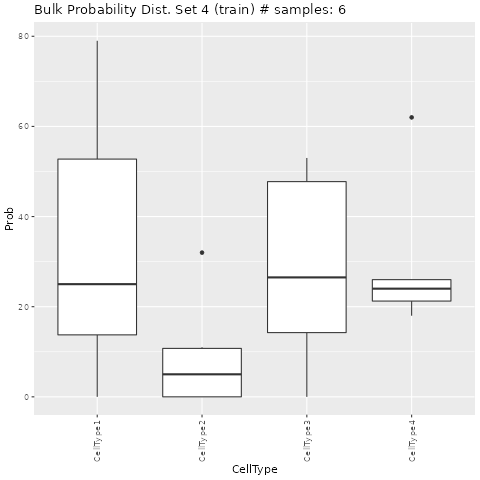 Bulk Probability Dist. Set 4 (train) # samples: 6
80
60
40
20
0
Prob
CellType1
CellType2
CellType3
CellType4
CellType